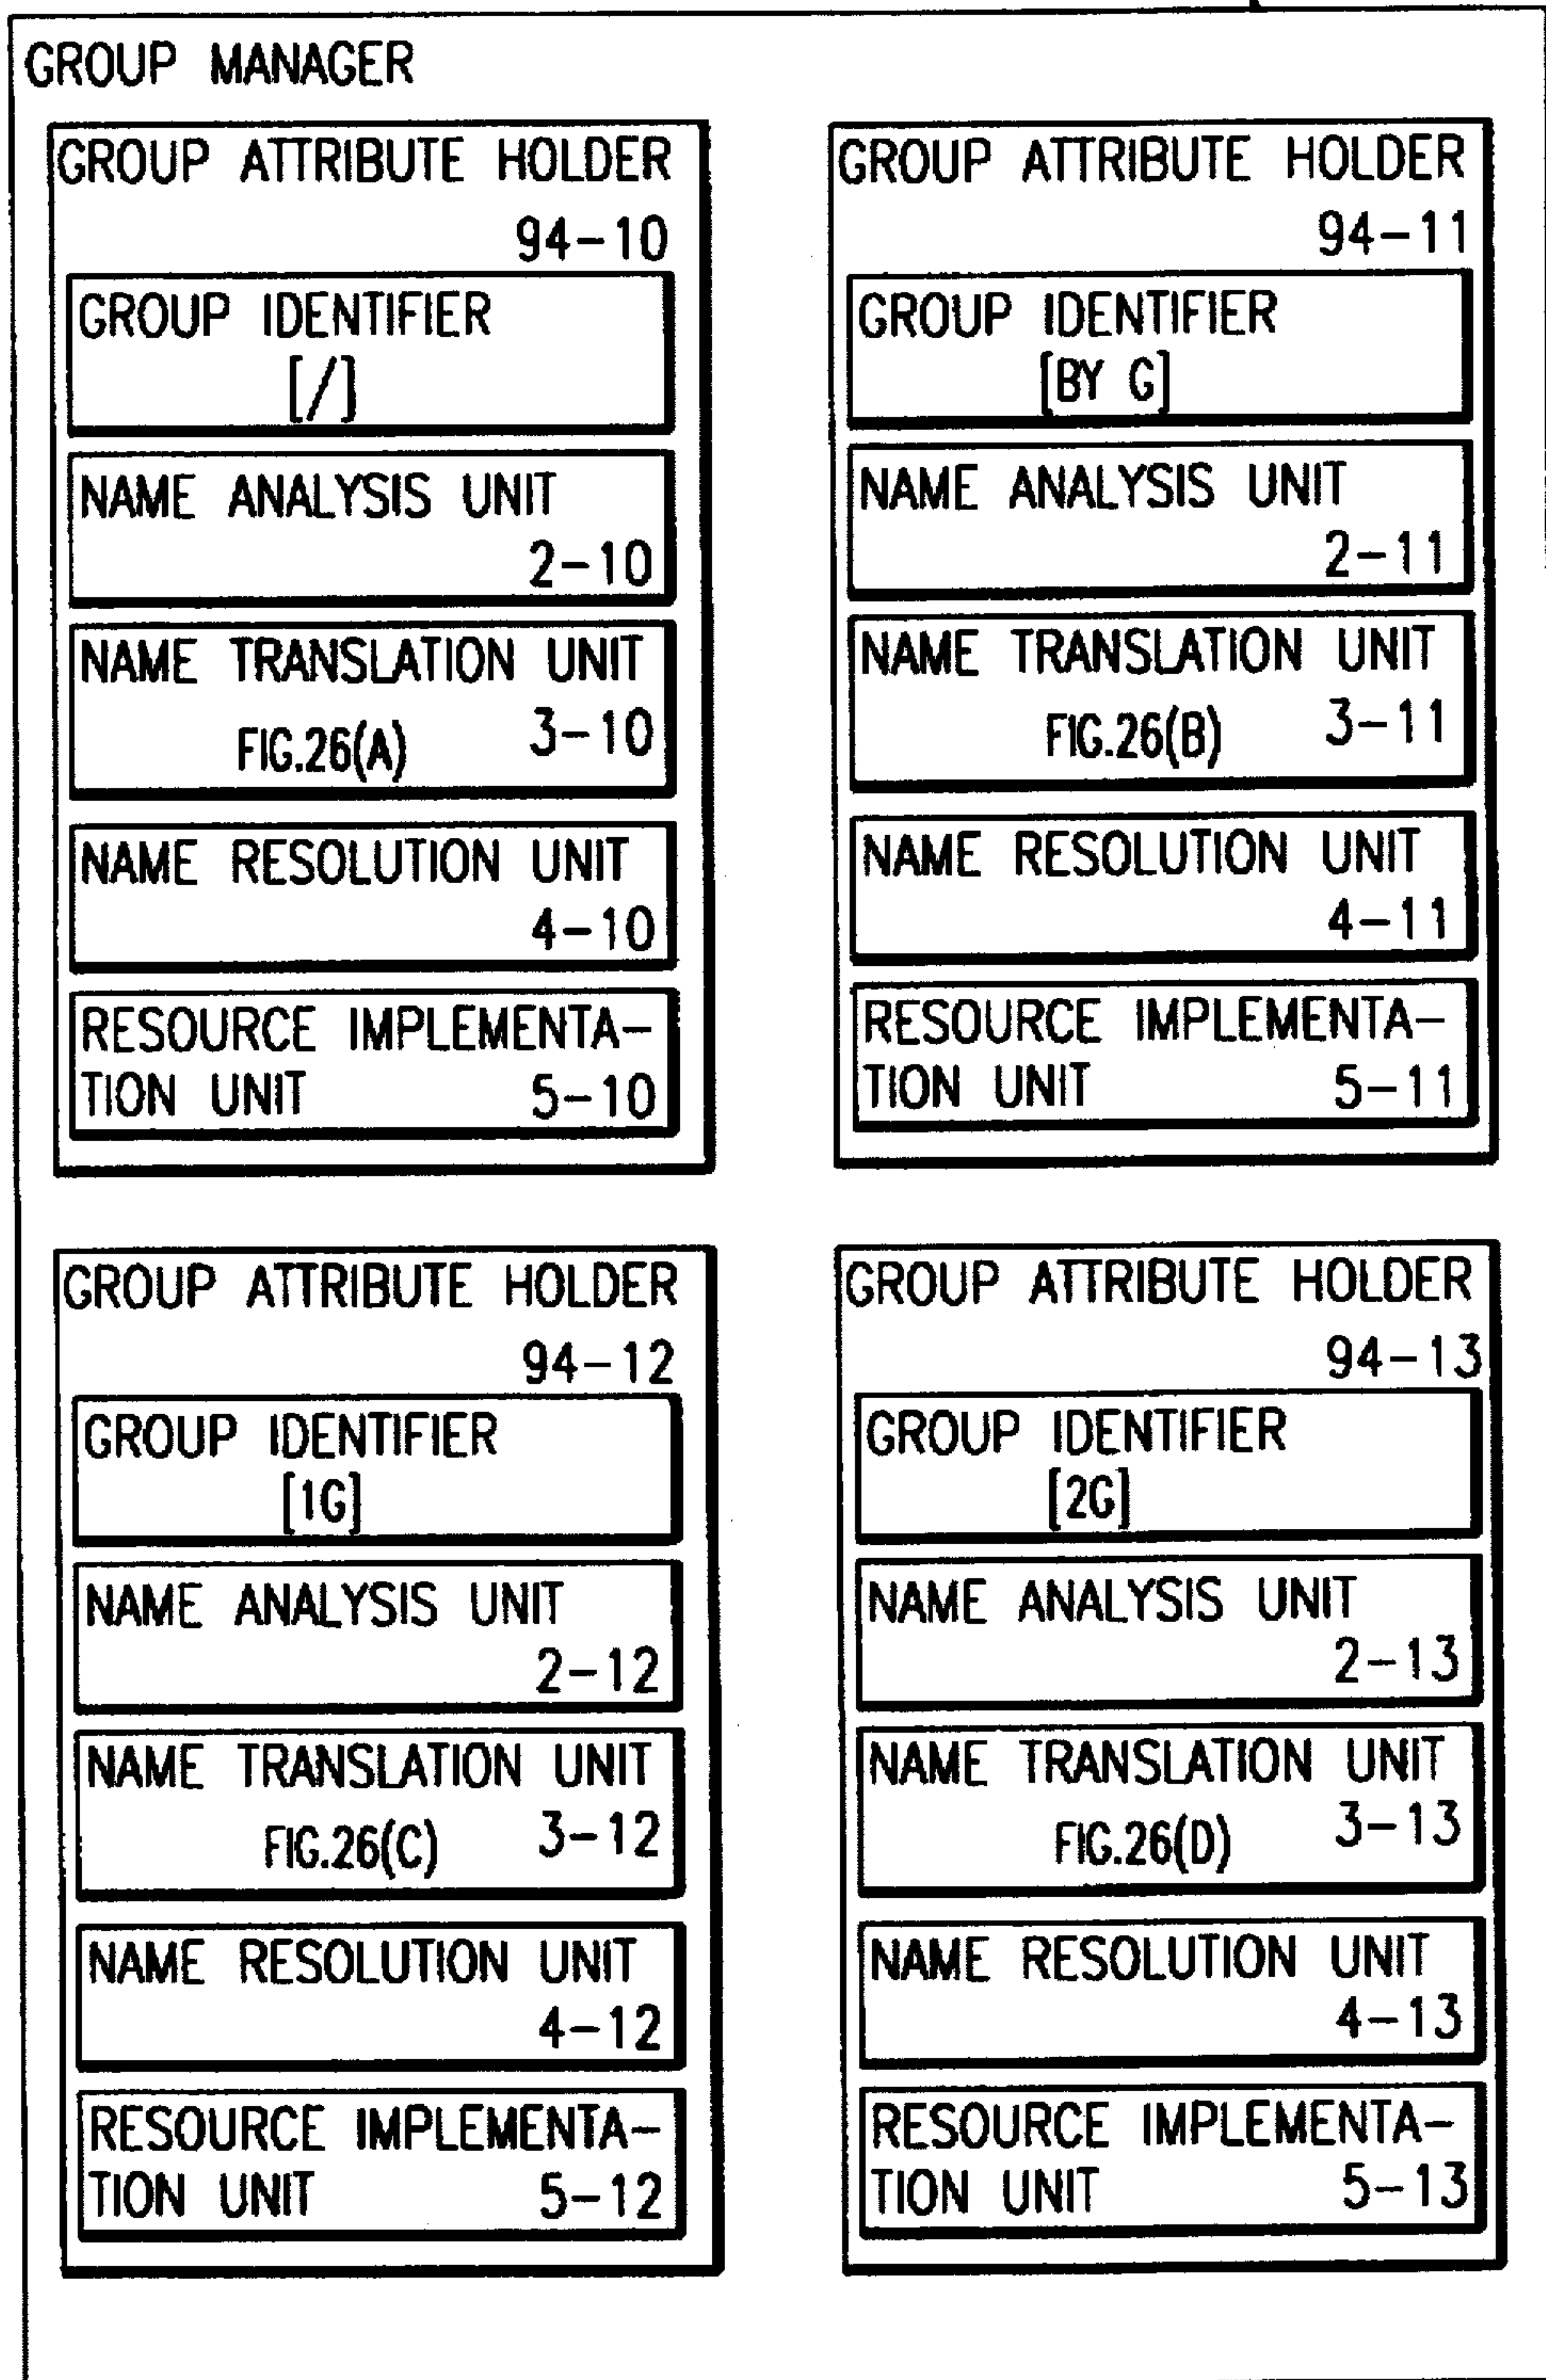 GROUP MANAGER
GROUP ATTRIBUTE HOLDER
94-10
GROUP IDENTIFIER
[/]
NAME ANALYSIS UNIT
2-10
NAME TRANSLATION UNIT
FIG.26(A) 3-10
NAME RESOLUTION UNIT
4-10
RESOURCE IMPLEMENTA-
TION UNIT 5-10
GROUP ATTRIBUTE HOLDER
94-11
GROUP IDENTIFIER
[BY G]
NAME ANALYSIS UNIT
2-11
NAME TRANSLATION UNIT
FIG.26(B) 3-11
NAME RESOLUTION UNIT
4-11
RESOURCE IMPLEMENTA-
TION UNIT 5-11
GROUP ATTRIBUTE HOLDER
94-12
GROUP IDENTIFIER
[1G]
NAME ANALYSIS UNIT
2-12
NAME TRANSLATION UNIT
FIG.26(C) 3-12
NAME RESOLUTION UNIT
4-12
RESOURCE IMPLEMENTA-
TION UNIT 5-12
GROUP ATTRIBUTE HOLDER
94-13
GROUP IDENTIFIER
[2G]
NAME ANALYSIS UNIT
2-13
NAME TRANSLATION UNIT
FIG.26(D) 3-13
NAME RESOLUTION UNIT
4-13
RESOURCE IMPLEMENTA-
TION UNIT 5-13